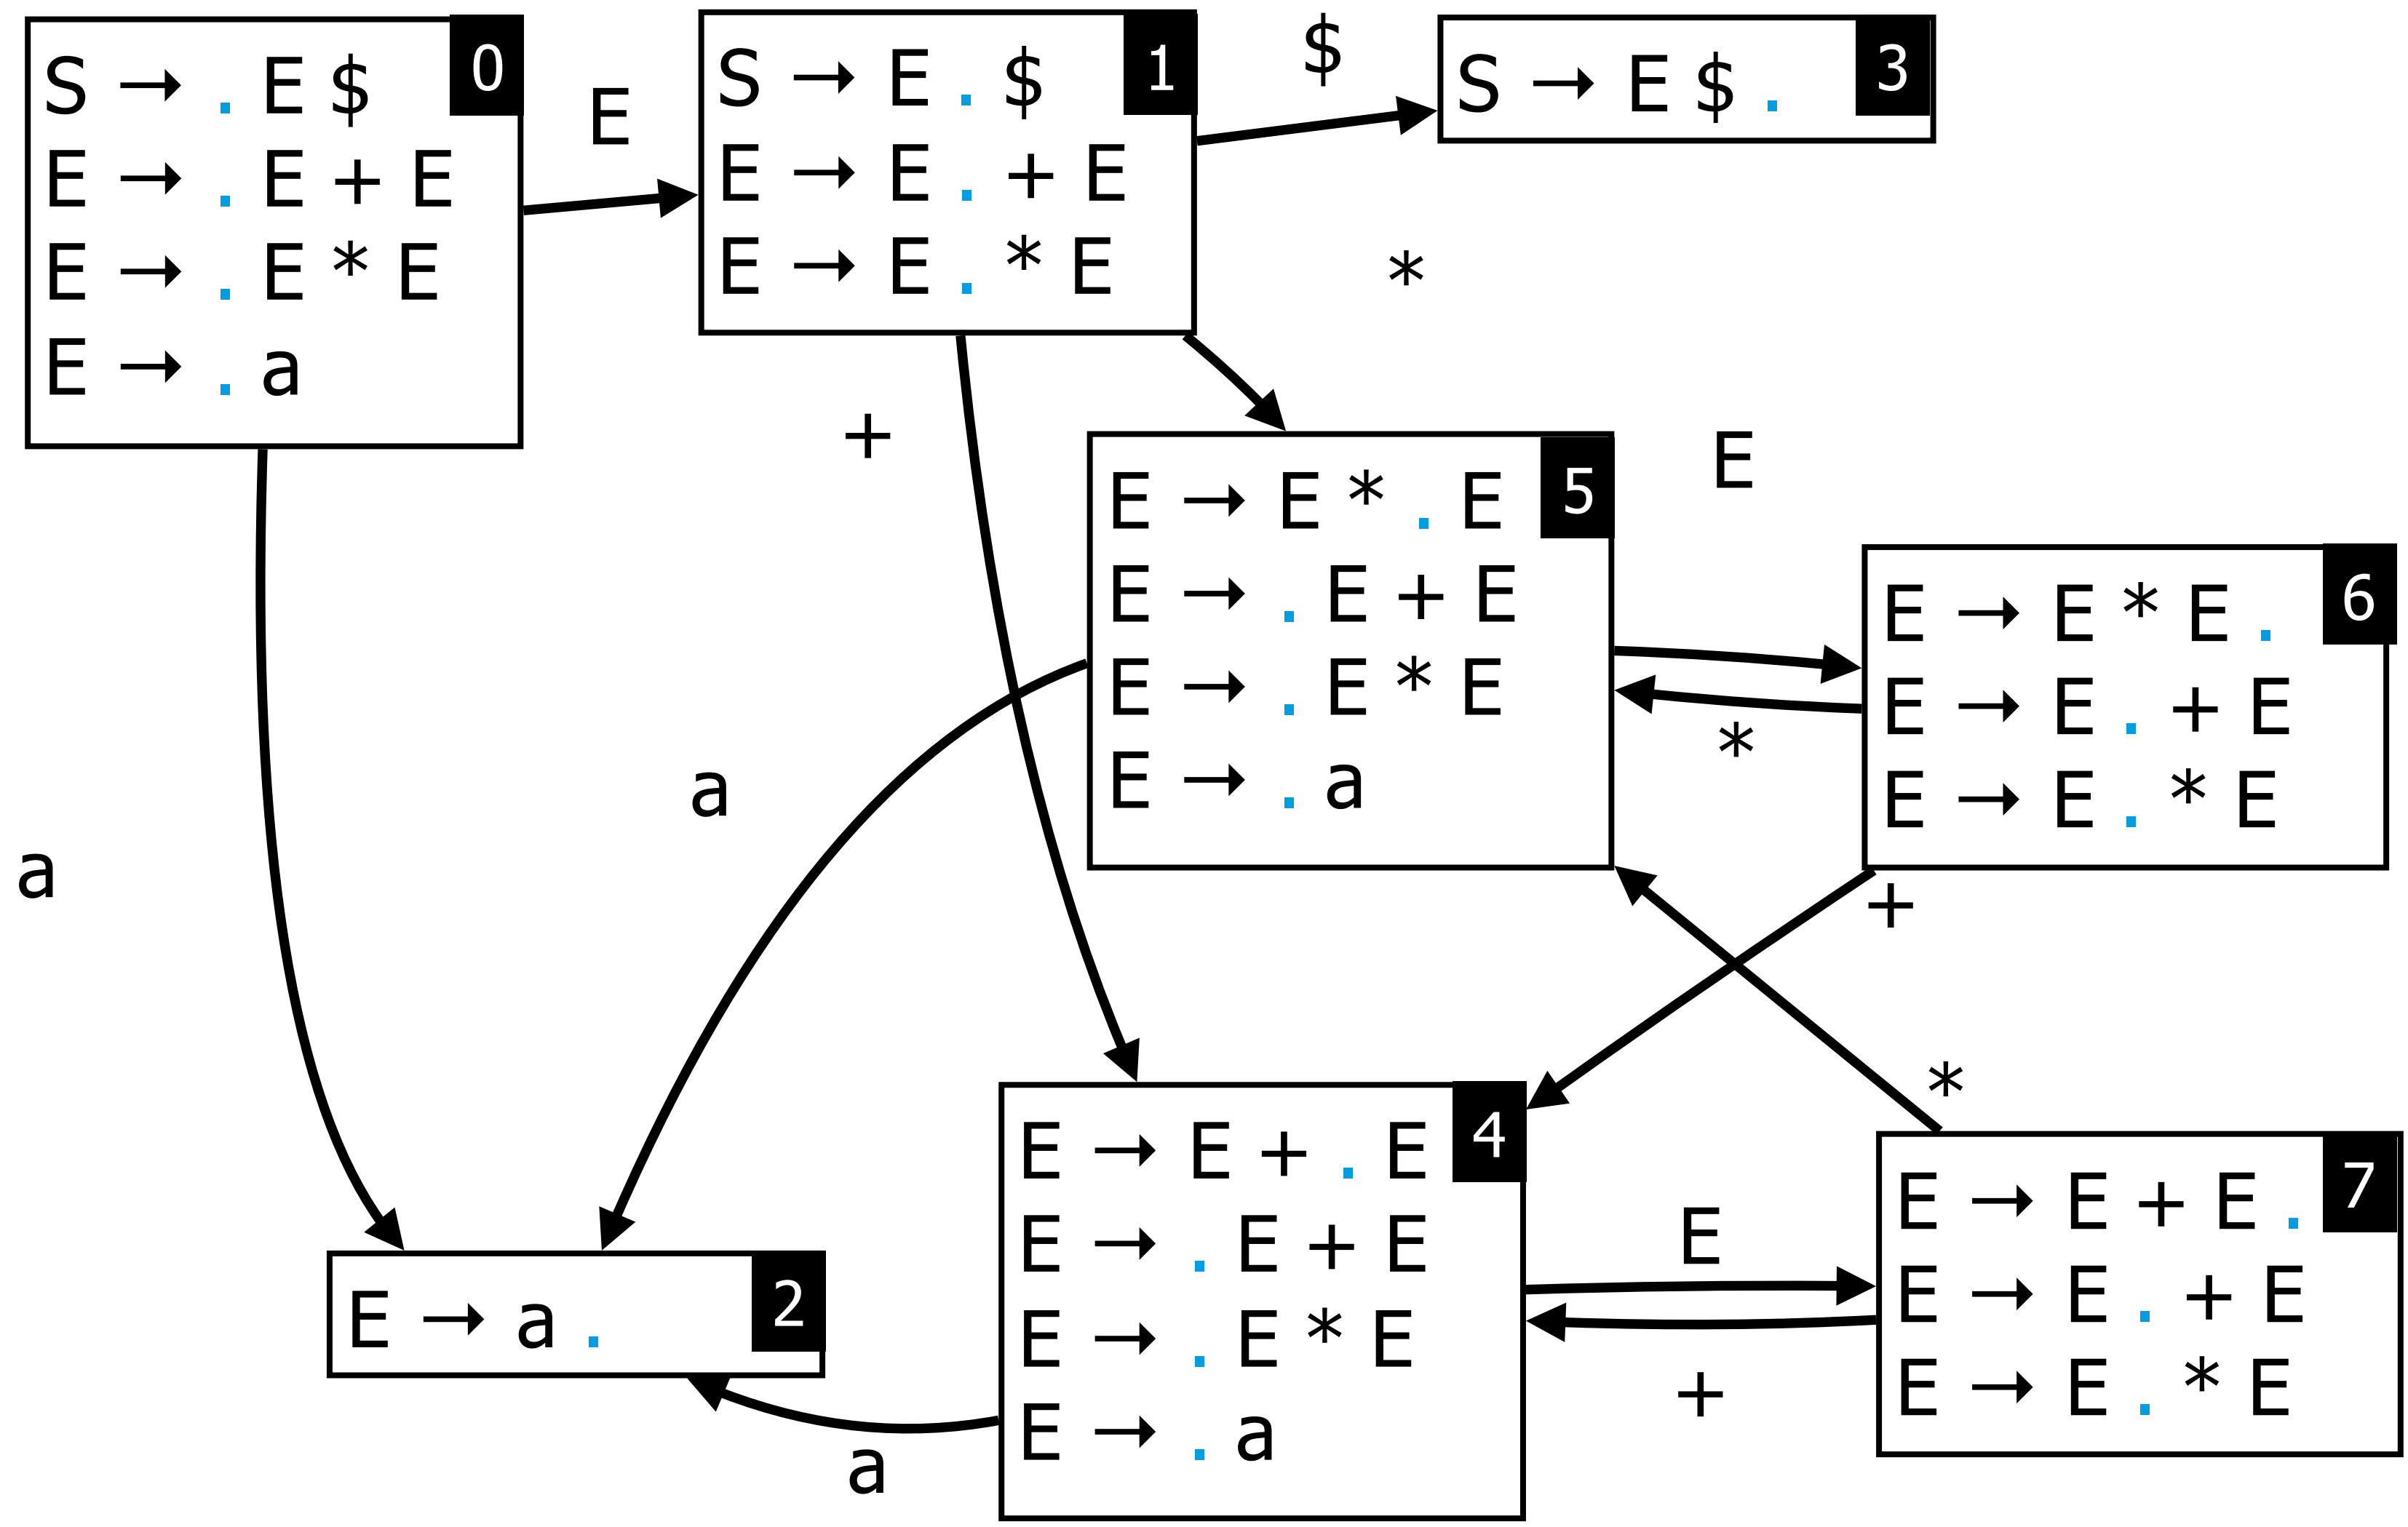 0
S → . E $
E → . E + E
E → . E * E
E → . a
E
1
S → E . $
E → E . + E
E → E . * E
$
3
S → E $ .
*
+
5
E → E * . E
E → . E + E
E → . E * E
E → . a
E
*
6
E → E * E .
E → E . + E
E → E . * E
a
a
+
*
2
E → a .
a
4
E → E + . E
E → . E + E
E → . E * E
E → . a
E
+
7
E → E + E .
E → E . + E
E → E . * E